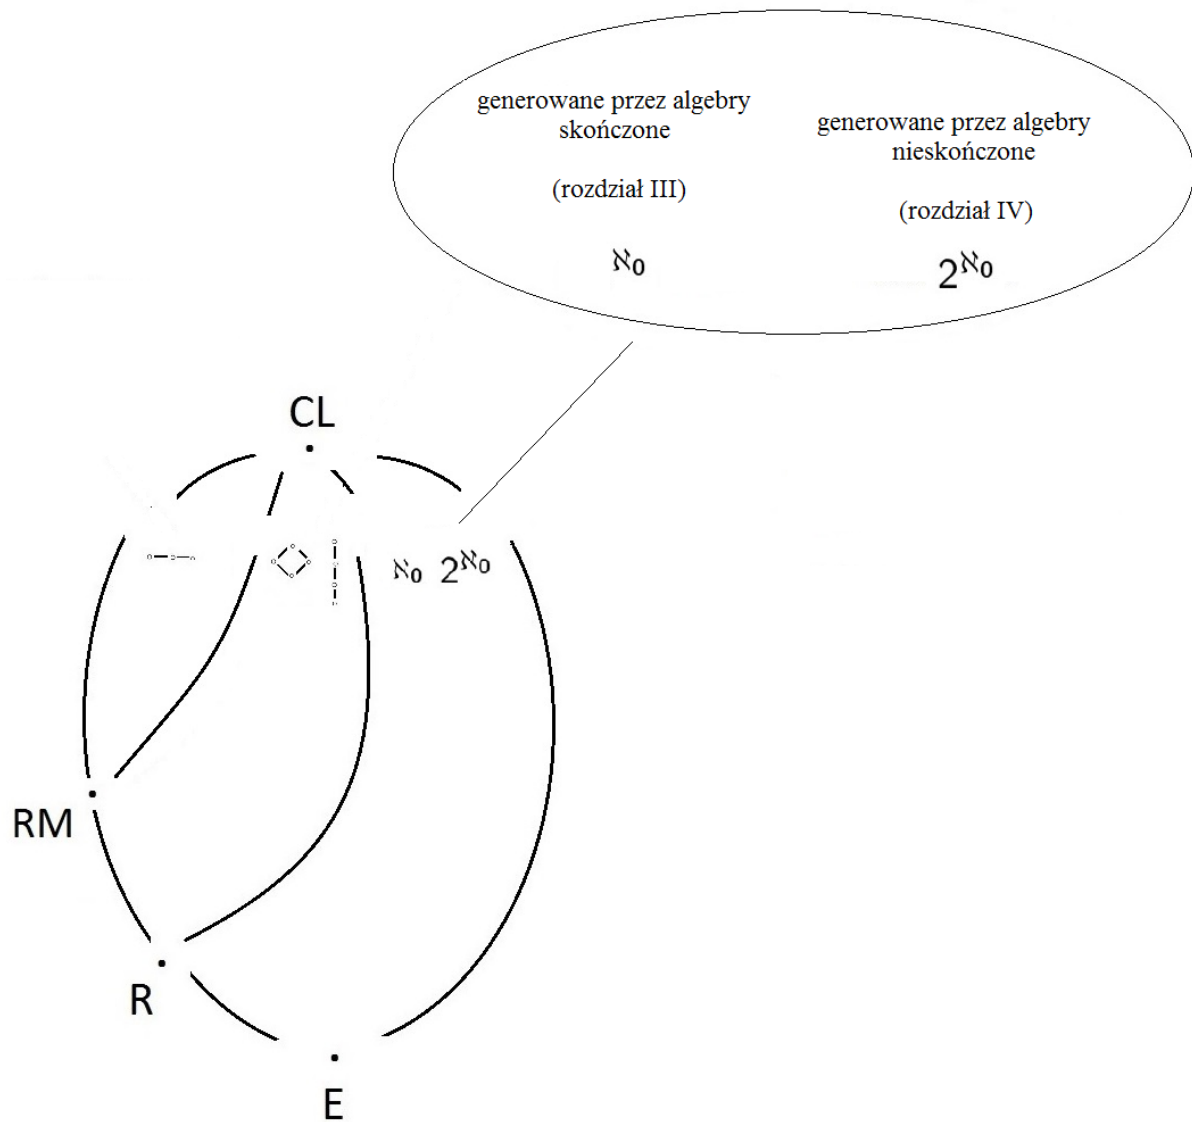 generowane przez algebry
skończone
(rozdział III)
ℵ₀
generowane przez algebry
nieskończone
(rozdział IV)
2^ℵ₀
CL
ℵ₀ 2^ℵ₀
RM
R
E